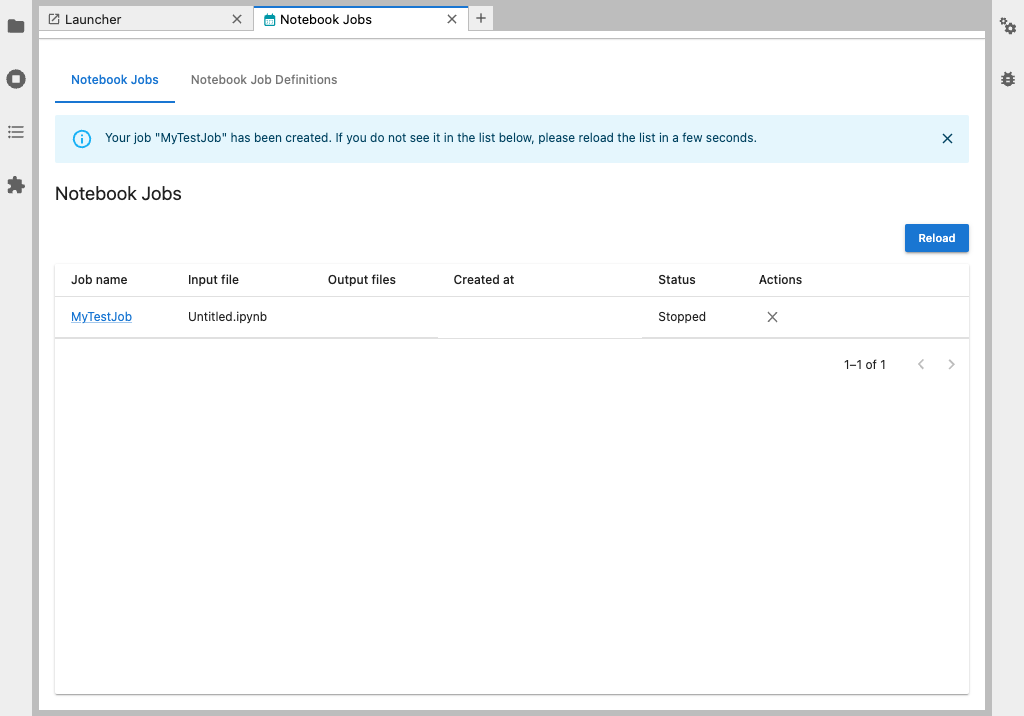 Launcher
Notebook Jobs
Notebook Jobs
Notebook Job Definitions
Your job "MyTestJob" has been created. If you do not see it in the list below, please reload the list in a few seconds.
Notebook Jobs
Reload
Job name Input file Output files Created at Status Actions
MyTestJob Untitled.ipynb Stopped
1–1 of 1